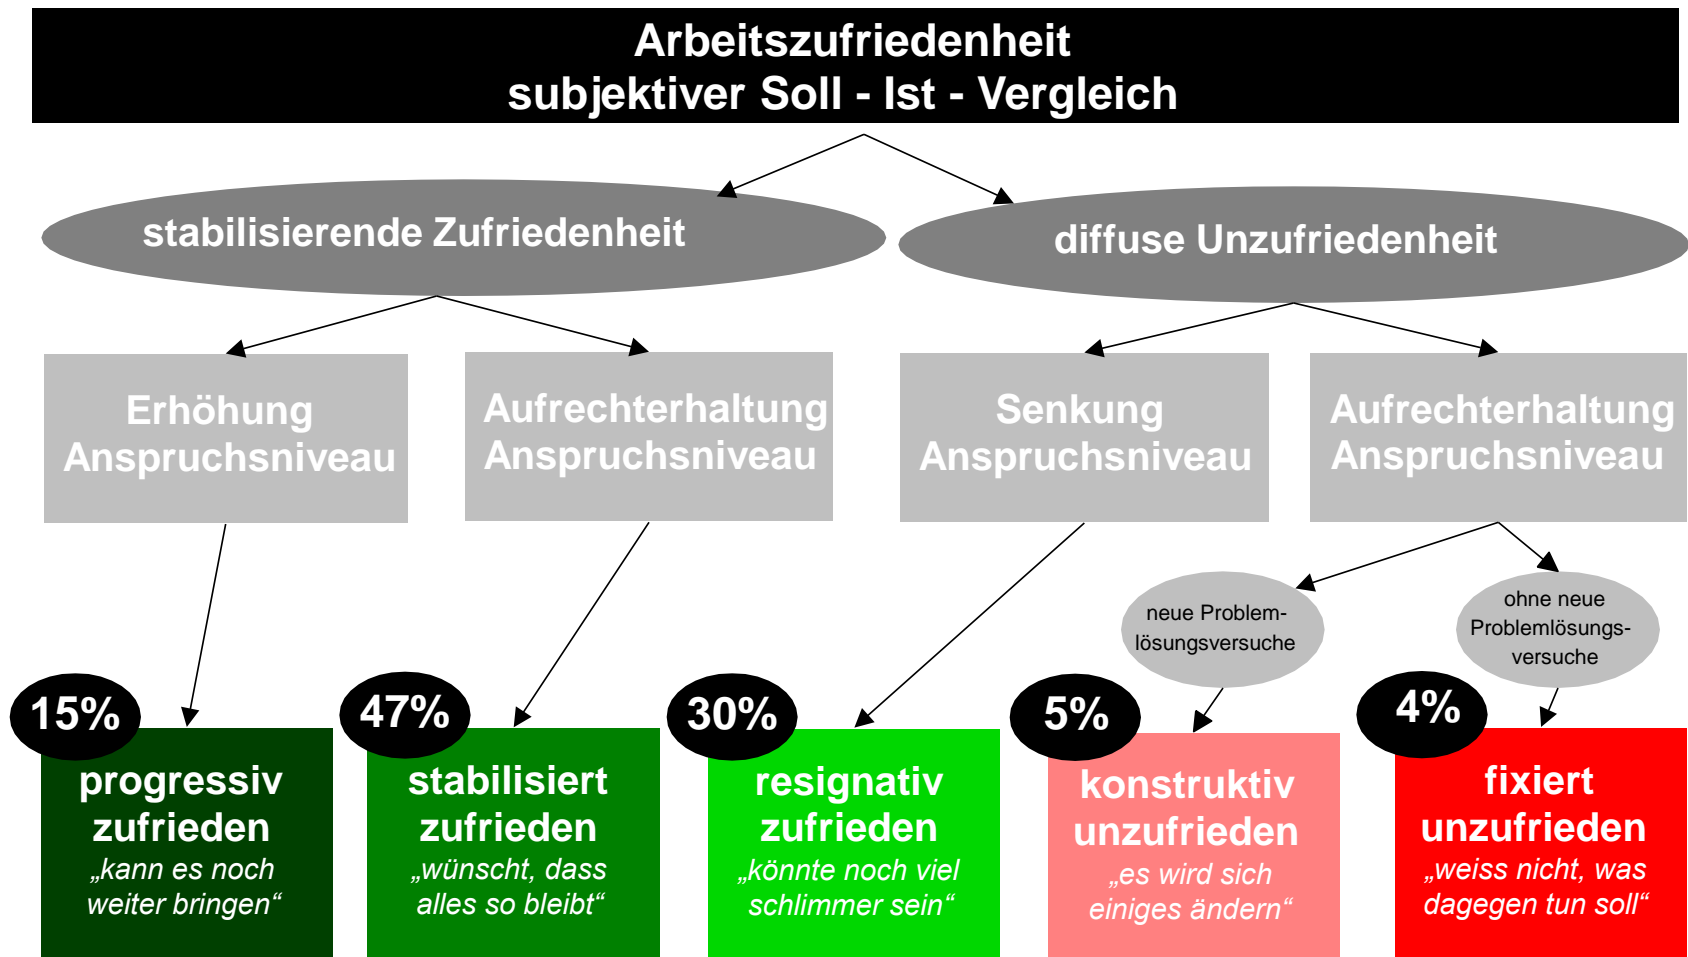 Arbeitszufriedenheit
subjektiver Soll - Ist - Vergleich
stabilisierende Zufriedenheit
diffuse Unzufriedenheit
Erhöhung
Anspruchsniveau
Aufrechterhaltung
Anspruchsniveau
Senkung
Anspruchsniveau
Aufrechterhaltung
Anspruchsniveau
neue Problem-
lösungsversuche
ohne neue
Problemlösungs-
versuche
15%
progressiv
zufrieden
„kann es noch
weiter bringen“
47%
stabilisiert
zufrieden
„wünscht, dass
alles so bleibt“
30%
resignativ
zufrieden
„könnte noch viel
schlimmer sein“
5%
konstruktiv
unzufrieden
„es wird sich
einiges ändern“
4%
fixiert
unzufrieden
„weiss nicht, was
dagegen tun soll“